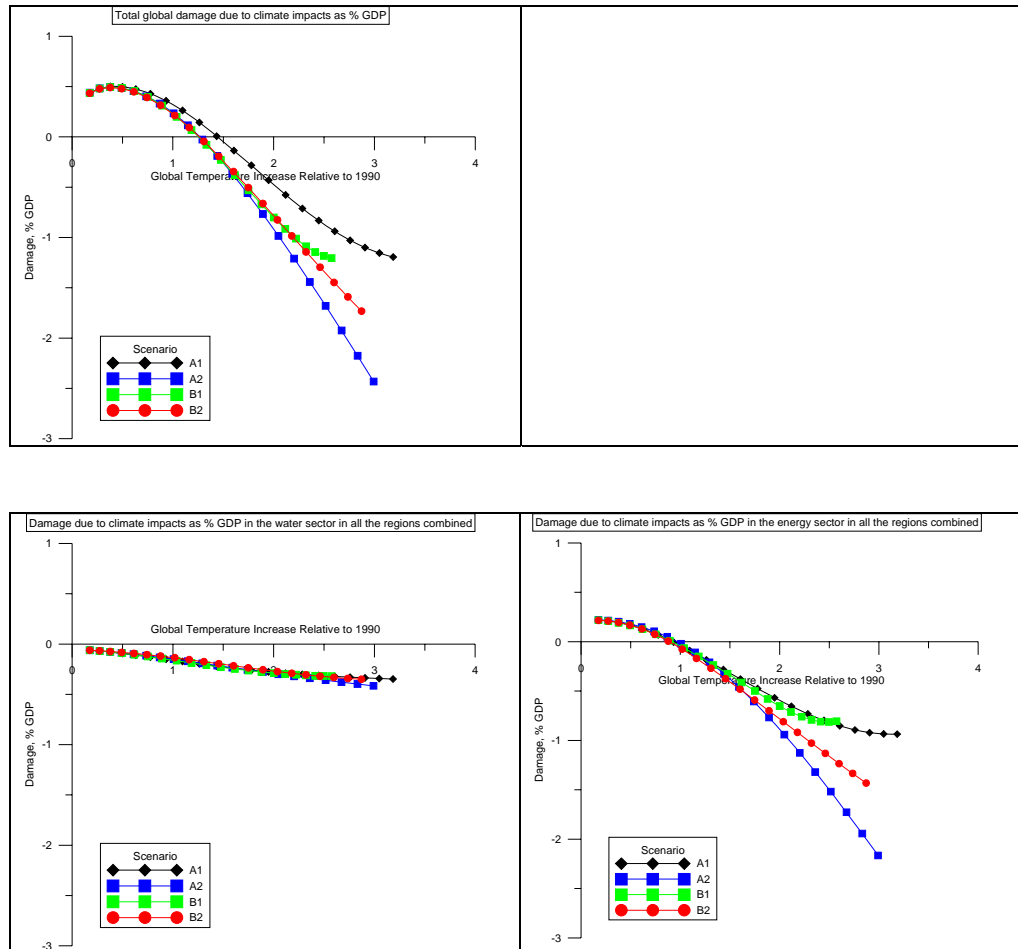 Total global damage due to climate impacts as % GDP
1
0
-1
-2
-3
0 1 2 3 4
Global Temperature Increase Relative to 1990
Damage, % GDP
Scenario
A1
A2
B1
B2
Damage due to climate impacts as % GDP in the water sector in all the regions combined
1
0
-1
-2
-3
Global Temperature Increase Relative to 1990
0 1 2 3 4
Damage, % GDP
Scenario
A1
A2
B1
B2
Damage due to climate impacts as % GDP in the energy sector in all the regions combined
1
0
-1
-2
-3
0 1 2 3 4
Global Temperature Increase Relative to 1990
Damage, % GDP
Scenario
A1
A2
B1
B2